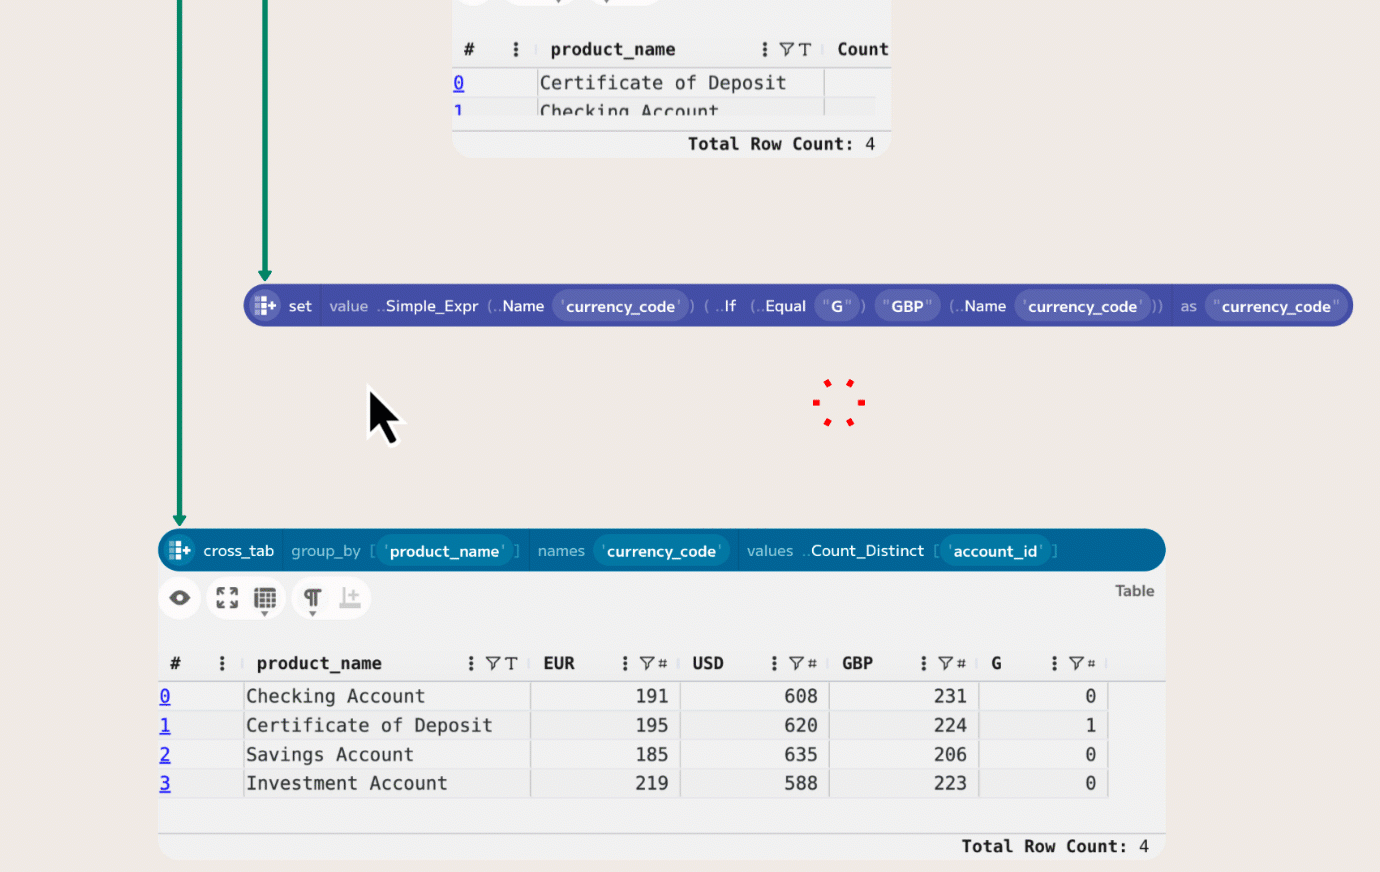 # product_name T Count
0 Certificate of Deposit
1 Checking Account
Total Row Count: 4
set value ..Simple_Expr (..Name 'currency_code') (..If (..Equal "G") "GBP" (..Name 'currency_code')) as "currency_code"
cross_tab group_by ['product_name'] names 'currency_code' values ..Count_Distinct ['account_id']
Table
# product_name T EUR # USD # GBP # G #
0 Checking Account 191 608 231 0
1 Certificate of Deposit 195 620 224 1
2 Savings Account 185 635 206 0
3 Investment Account 219 588 223 0
Total Row Count: 4